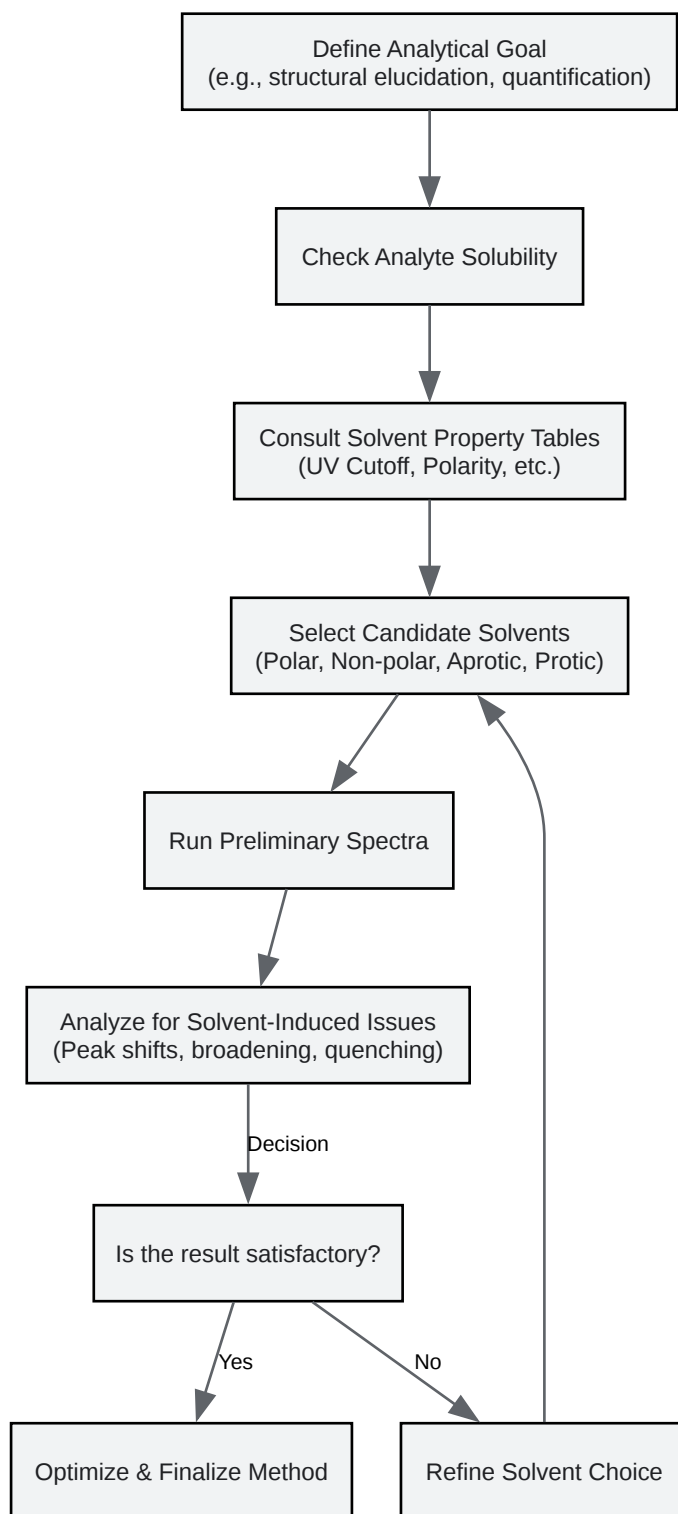 Define Analytical Goal
(e.g., structural elucidation, quantification)
Check Analyte Solubility
Consult Solvent Property Tables
(UV Cutoff, Polarity, etc.)
Select Candidate Solvents
(Polar, Non-polar, Aprotic, Protic)
Run Preliminary Spectra
Analyze for Solvent-Induced Issues
(Peak shifts, broadening, quenching)
Decision
Is the result satisfactory?
Yes
No
Optimize & Finalize Method
Refine Solvent Choice